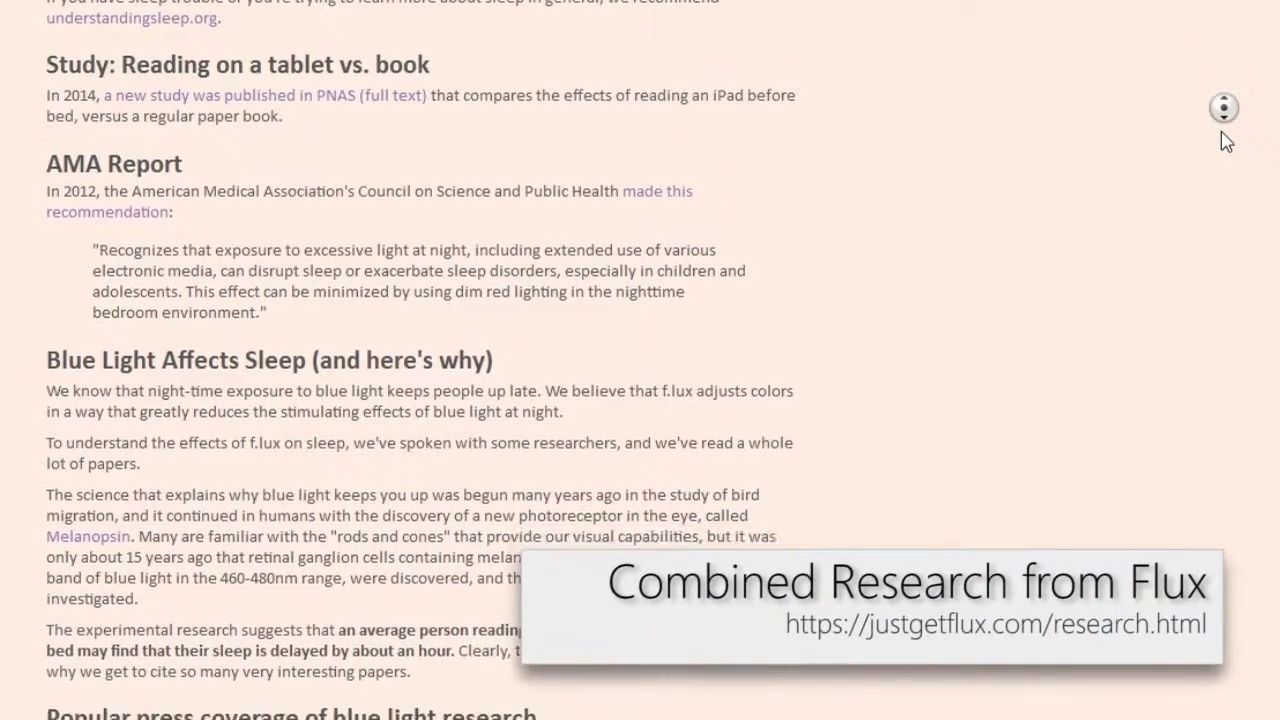 understandingsleep.org.
Study: Reading on a tablet vs. book
In 2014, a new study was published in PNAS (full text) that compares the effects of reading an iPad before
bed, versus a regular paper book.
AMA Report
In 2012, the American Medical Association's Council on Science and Public Health made this
recommendation:
"Recognizes that exposure to excessive light at night, including extended use of various
electronic media, can disrupt sleep or exacerbate sleep disorders, especially in children and
adolescents. This effect can be minimized by using dim red lighting in the nighttime
bedroom environment."
Blue Light Affects Sleep (and here's why)
We know that night-time exposure to blue light keeps people up late. We believe that f.lux adjusts colors
in a way that greatly reduces the stimulating effects of blue light at night.
To understand the effects of f.lux on sleep, we've spoken with some researchers, and we've read a whole
lot of papers.
The science that explains why blue light keeps you up was begun many years ago in the study of bird
migration, and it continued in humans with the discovery of a new photoreceptor in the eye, called
Melanopsin. Many are familiar with the "rods and cones" that provide our visual capabilities, but it was
only about 15 years ago that retinal ganglion cells containing
band of blue light in the 460-480nm range, were discovered, and
investigated.
The experimental research suggests that an average person reading
bed may find that their sleep is delayed by about an hour. Clearly,
why we get to cite so many very interesting papers.
Popular press coverage of blue light research
Combined Research from Flux
https://justgetflux.com/research.html